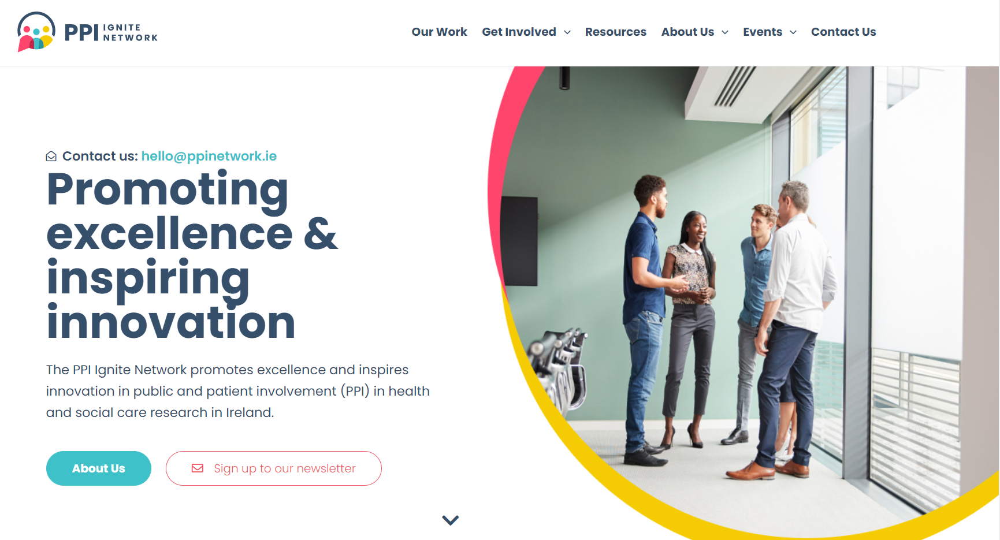 PPI IGNITE
NETWORK
Our Work Get Involved Resources About Us Events Contact Us
Contact us: hello@ppinetwork.ie
Promoting
excellence &
inspiring
innovation
The PPI Ignite Network promotes excellence and inspires
innovation in public and patient involvement (PPI) in health
and social care research in Ireland.
About Us Sign up to our newsletter